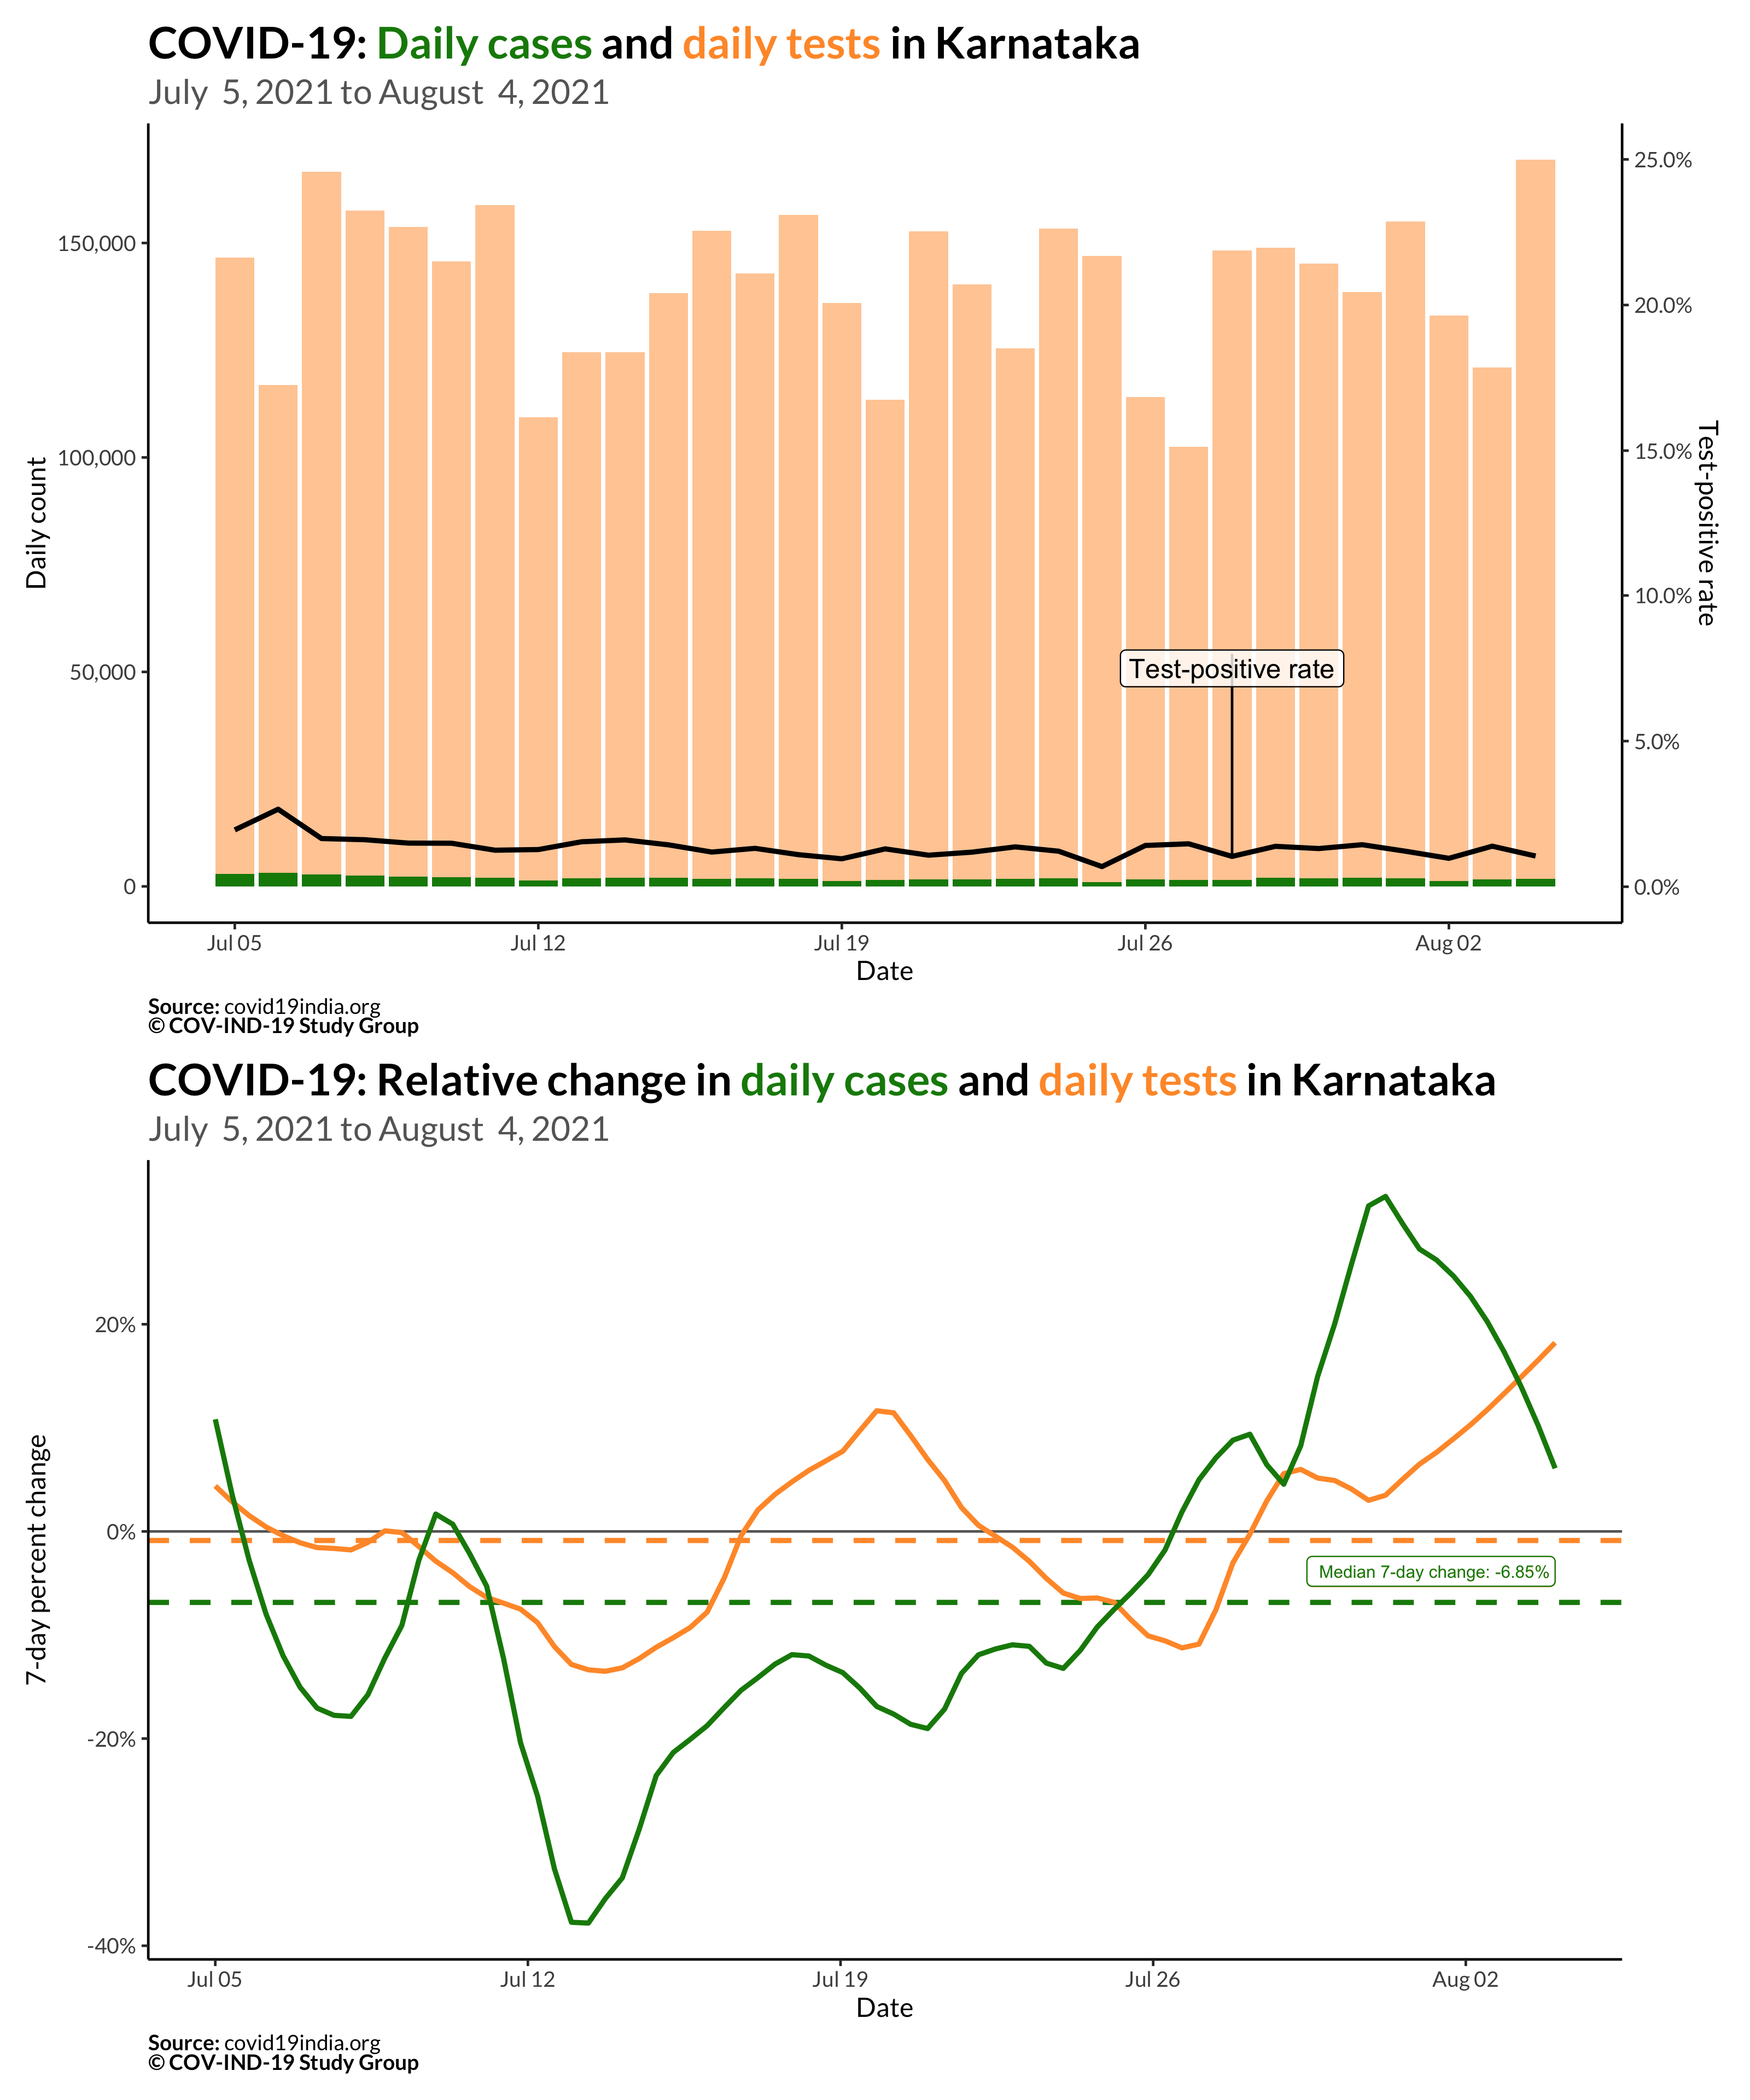 COVID-19: Daily cases and daily tests in Karnataka
July 5, 2021 to August 4, 2021
150,000
100,000
50,000
0
Daily count
25.0%
20.0%
15.0%
10.0%
5.0%
0.0%
Test-positive rate
Test-positive rate
Jul 05
Jul 12
Jul 19
Jul 26
Aug 02
Date
Source: covid19india.org
© COV-IND-19 Study Group
COVID-19: Relative change in daily cases and daily tests in Karnataka
July 5, 2021 to August 4, 2021
20%
0%
-20%
-40%
7-day percent change
Median 7-day change: -6.85%
Jul 05
Jul 12
Jul 19
Jul 26
Aug 02
Date
Source: covid19india.org
© COV-IND-19 Study Group